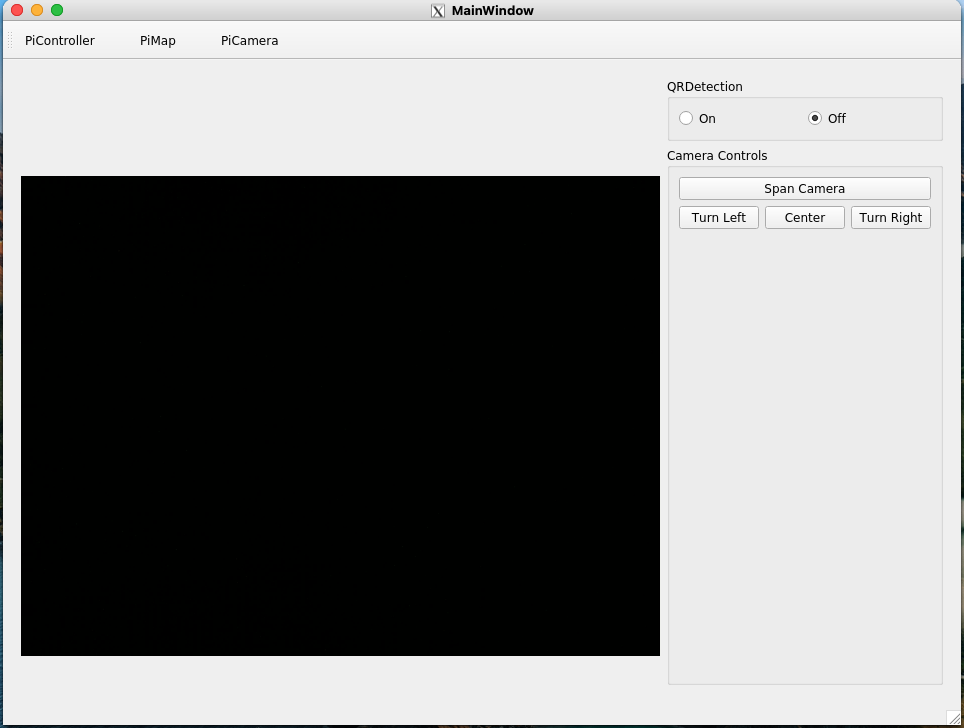 MainWindow
PiController PiMap PiCamera
QRDetection
On Off
Camera Controls
Span Camera
Turn Left Center Turn Right